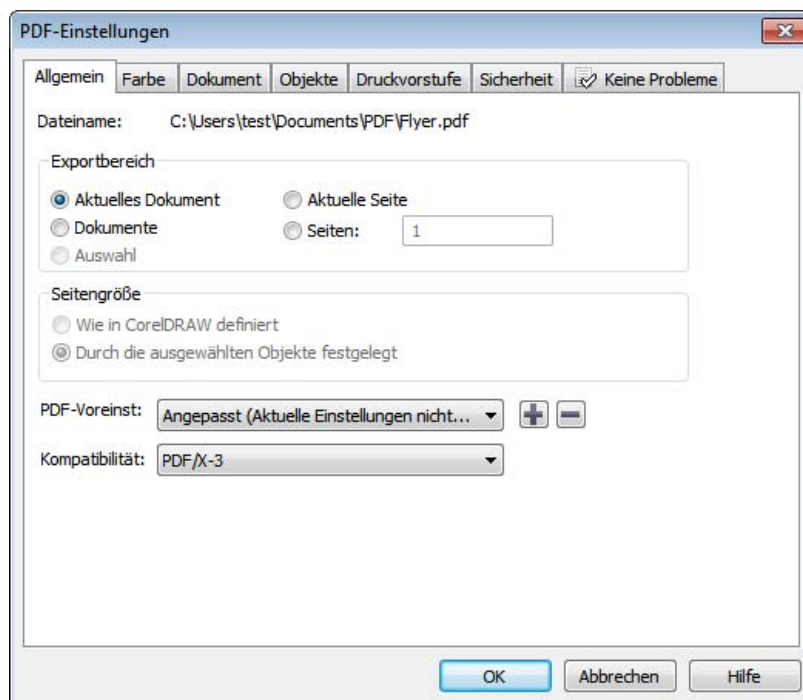 PDF-Einstellungen
Allgemein Farbe Dokument Objekte Druckvorstufe Sicherheit Keine Probleme
Dateiname: C:\Users\test\Documents\PDF\Flyer.pdf
Exportbereich
Aktuelles Dokument Aktuelle Seite
Dokumente Seiten: 1
Auswahl
Seitengröße
Wie in CorelDRAW definiert
Durch die ausgewählten Objekte festgelegt
PDF-Voreinst: Angepasst (Aktuelle Einstellungen nicht...
Kompatibilität: PDF/X-3
OK Abbrechen Hilfe